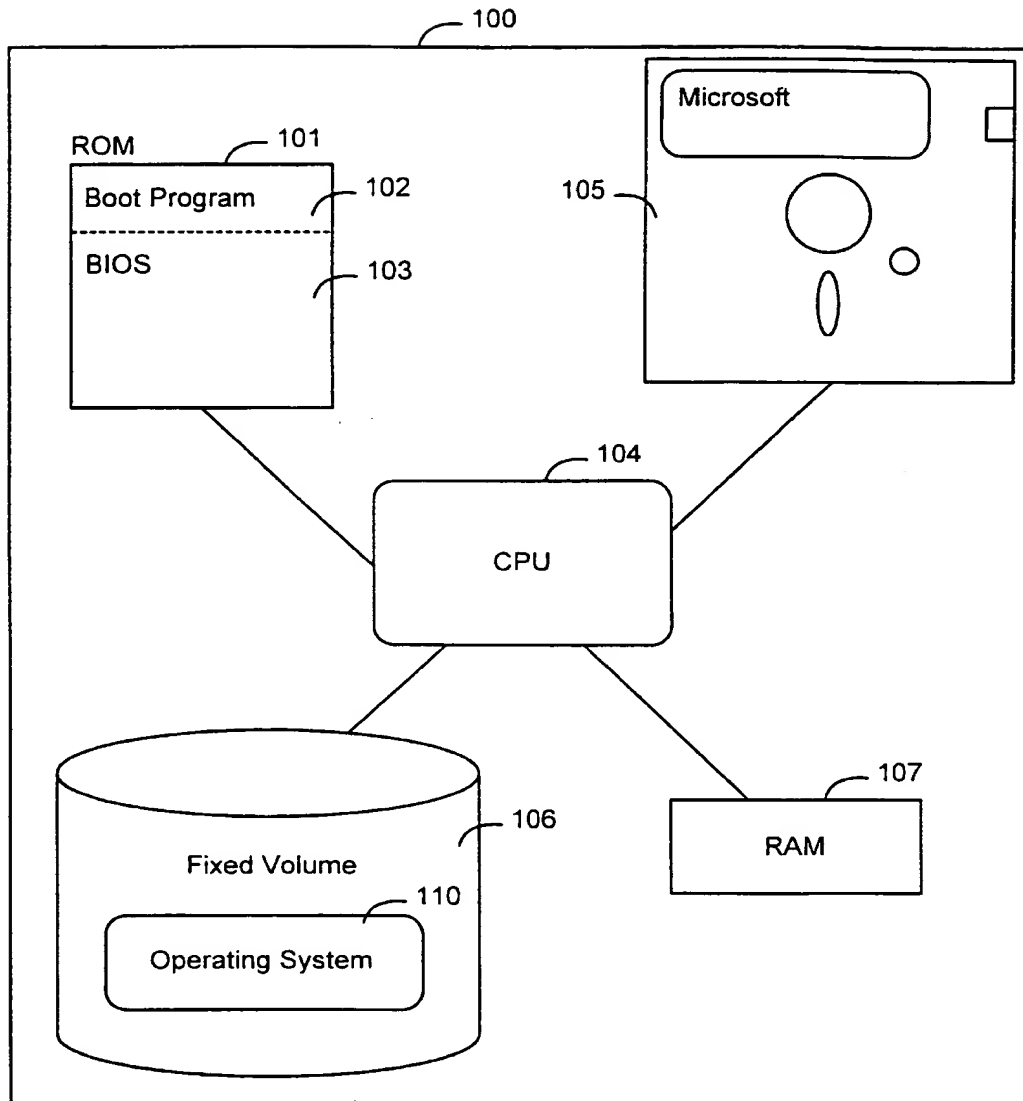 100
Microsoft
ROM
101
Boot Program
102
105
BIOS
103
104
CPU
107
106
RAM
Fixed Volume
110
Operating System